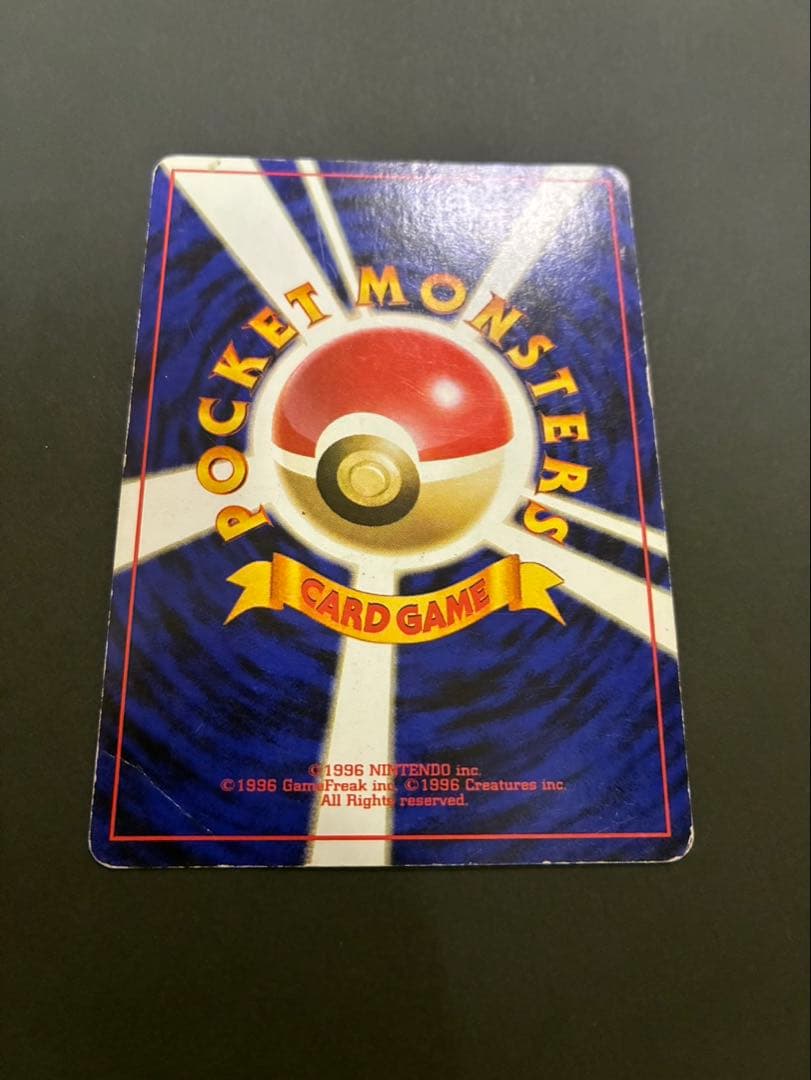 POCKET MONSTERS
CARD GAME
©1996 NINTENDO inc.
©1996 GameFreak inc. ©1996 Creatures inc.
All Rights reserved.